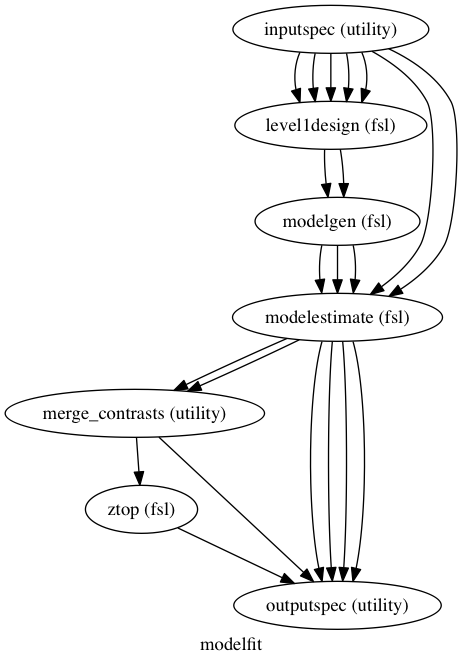 inputspec (utility)
level1design (fsl)
modelgen (fsl)
modelestimate (fsl)
merge_contrasts (utility)
ztop (fsl)
outputspec (utility)
modelfit